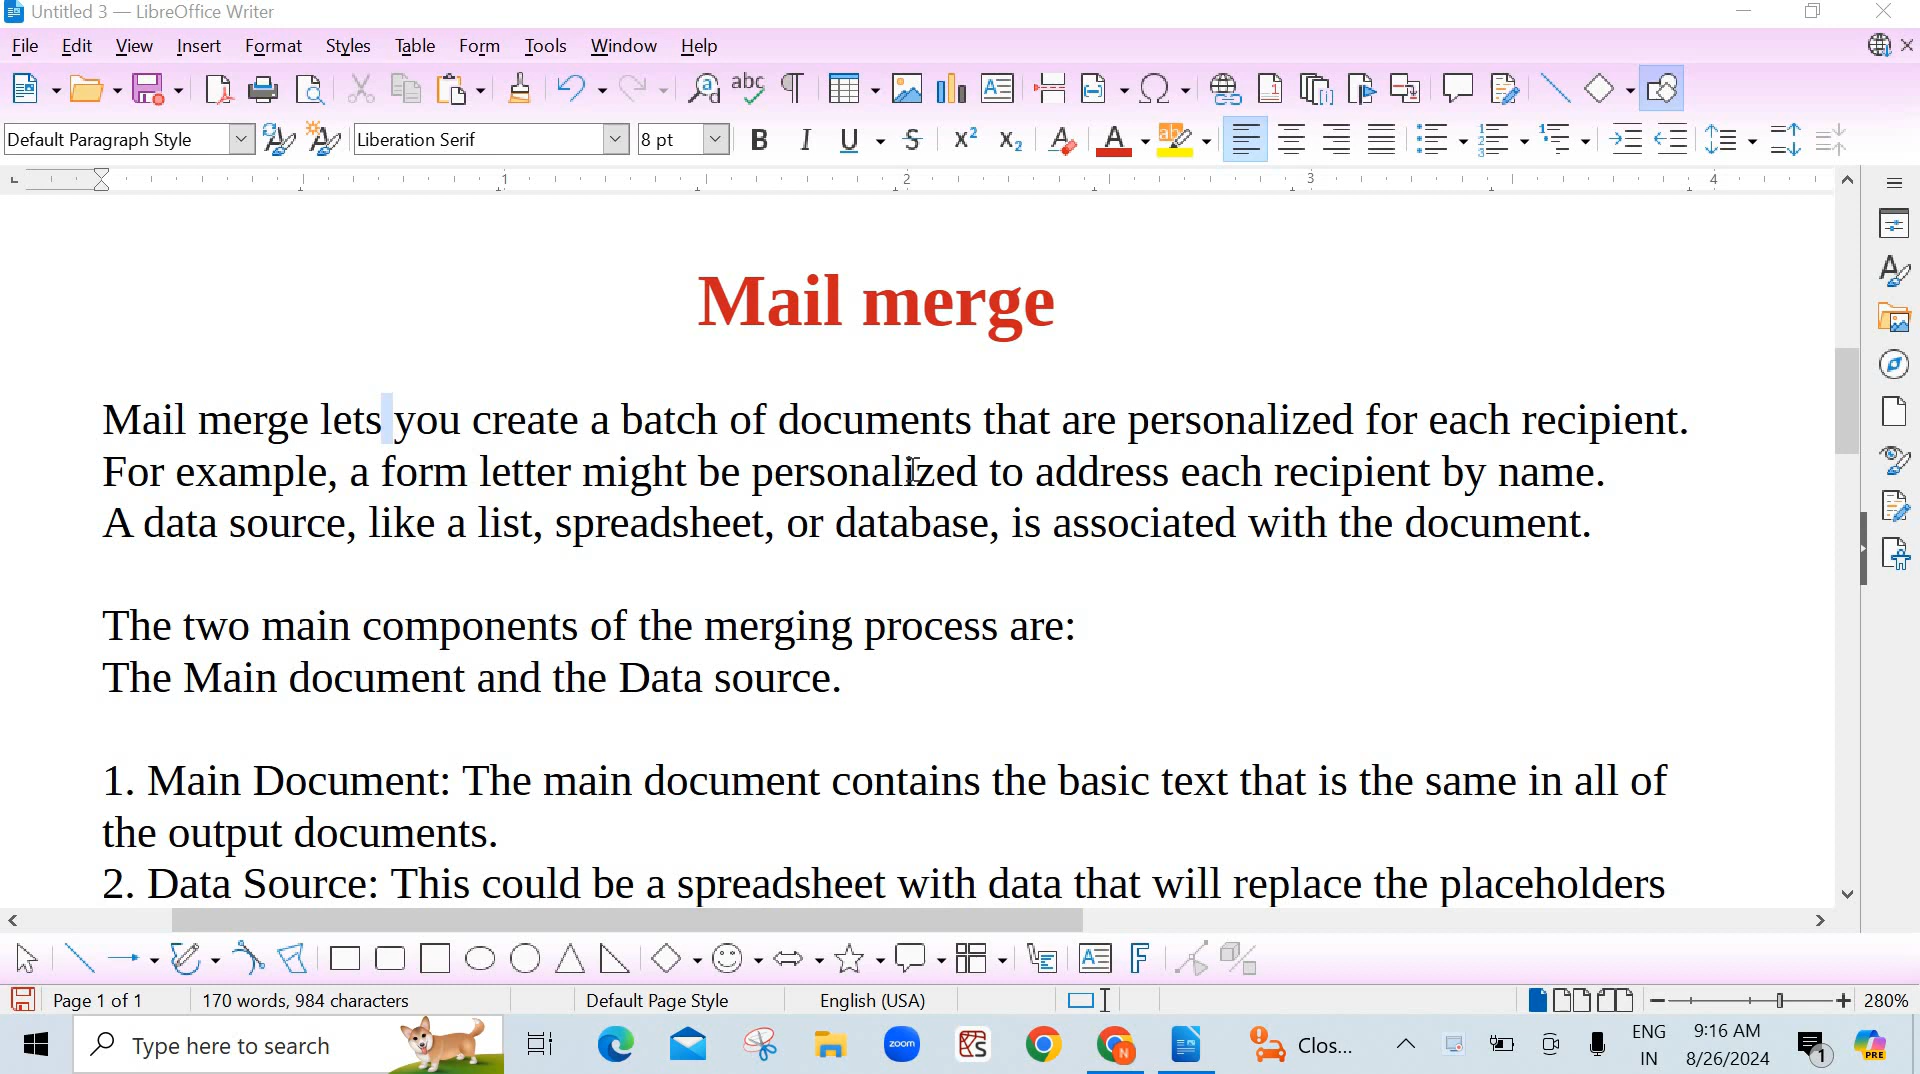 Untitled 3 — LibreOffice Writer
File Edit View Insert Format Styles Table Form Tools Window Help
Default Paragraph Style Liberation Serif 8 pt
1 2 3 4
Mail merge
Mail merge lets you create a batch of documents that are personalized for each recipient.
For example, a form letter might be personalized to address each recipient by name.
A data source, like a list, spreadsheet, or database, is associated with the document.
The two main components of the merging process are:
The Main document and the Data source.
1. Main Document: The main document contains the basic text that is the same in all of
the output documents.
2. Data Source: This could be a spreadsheet with data that will replace the placeholders
Page 1 of 1 170 words, 984 characters Default Page Style English (USA) 280%
Type here to search zoom Clos... ENG 9:16 AM
IN 8/26/2024 1 PRE